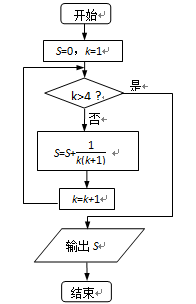 开始
S=0，k=1
k>4？
是
否
S=S+1/k(k+1)
k=k+1
输出 S
结束